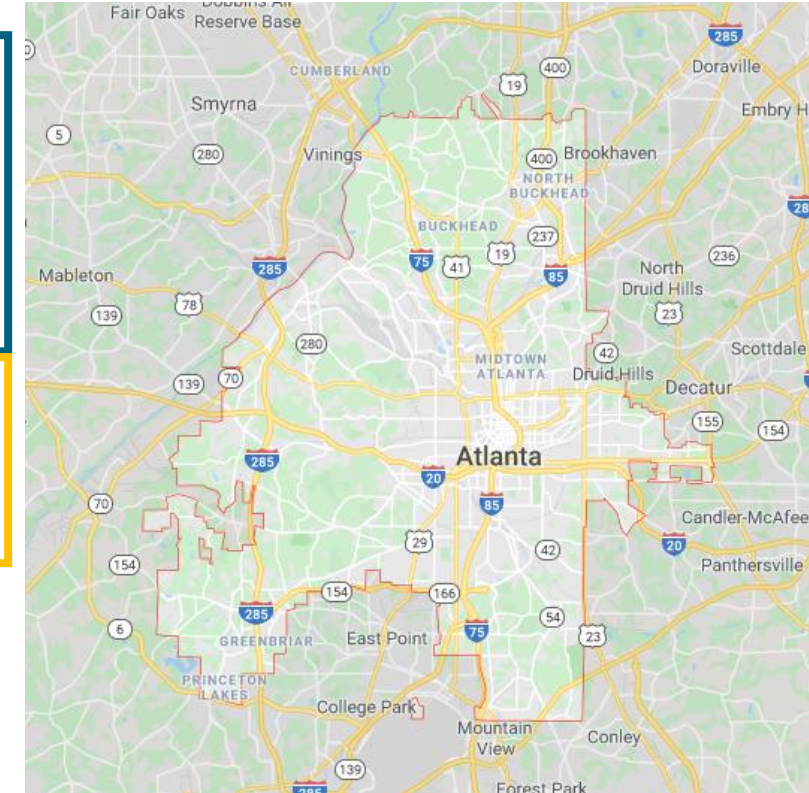 Fair Oaks
Dobbins Air
Reserve Base
285
400
19
Doraville
CUMBERLAND
Smyrna
Embry H
5
280
Vinings
400
Brookhaven
NORTH
BUCKHEAD
28
BUCKHEAD
237
75
41
19
85
236
285
North
Druid Hills
Mableton
78
23
139
280
42
Scottdale
MIDTOWN
ATLANTA
Druid Hills
139
70
Decatur
155
154
Atlanta
285
20
70
85
Candler-McAfee
29
42
20
154
Panthersville
154
166
285
54
6
75
23
GREENBRIAR
East Point
PRINCETON
LAKES
College Park
Mountain
View
Conley
139
285
Forest Park